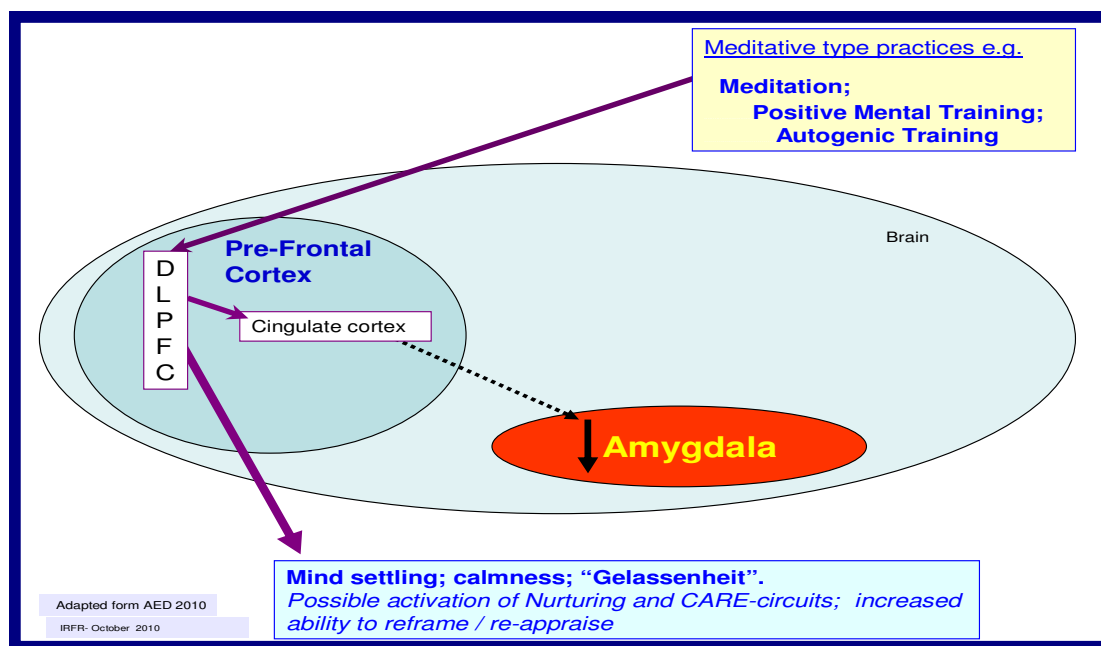 Meditative type practices e.g.
Meditation;
Positive Mental Training;
Autogenic Training
Brain
Pre-Frontal
Cortex
D
L
P
F
C
Cingulate cortex
Amygdala
Mind settling; calmness; “Gelassenheit”.
Possible activation of Nurturing and CARE-circuits; increased
ability to reframe / re-appraise
Adapted form AED 2010
IRFR- October 2010